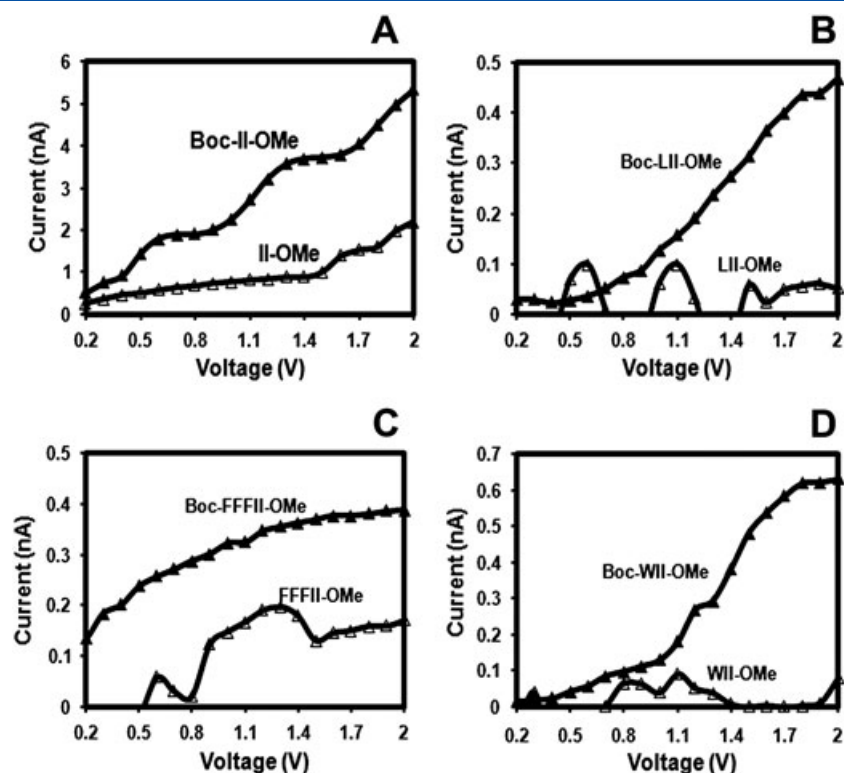 A
Current (nA)
6
5
4
3
2
1
0
Boc-II-OMe
II-OMe
0.2 0.5 0.8 1.1 1.4 1.7 2
Voltage (V)
B
Current (nA)
0.5
0.4
0.3
0.2
0.1
0
Boc-LII-OMe
LII-OMe
0.2 0.5 0.8 1.1 1.4 1.7 2
Voltage (V)
C
Current (nA)
0.5
0.4
0.3
0.2
0.1
0
Boc-FFFII-OMe
FFFII-OMe
0.2 0.5 0.8 1.1 1.4 1.7 2
Voltage (V)
D
Current (nA)
0.7
0.6
0.5
0.4
0.3
0.2
0.1
0
Boc-WII-OMe
WII-OMe
0.2 0.5 0.8 1.1 1.4 1.7 2
Voltage (V)